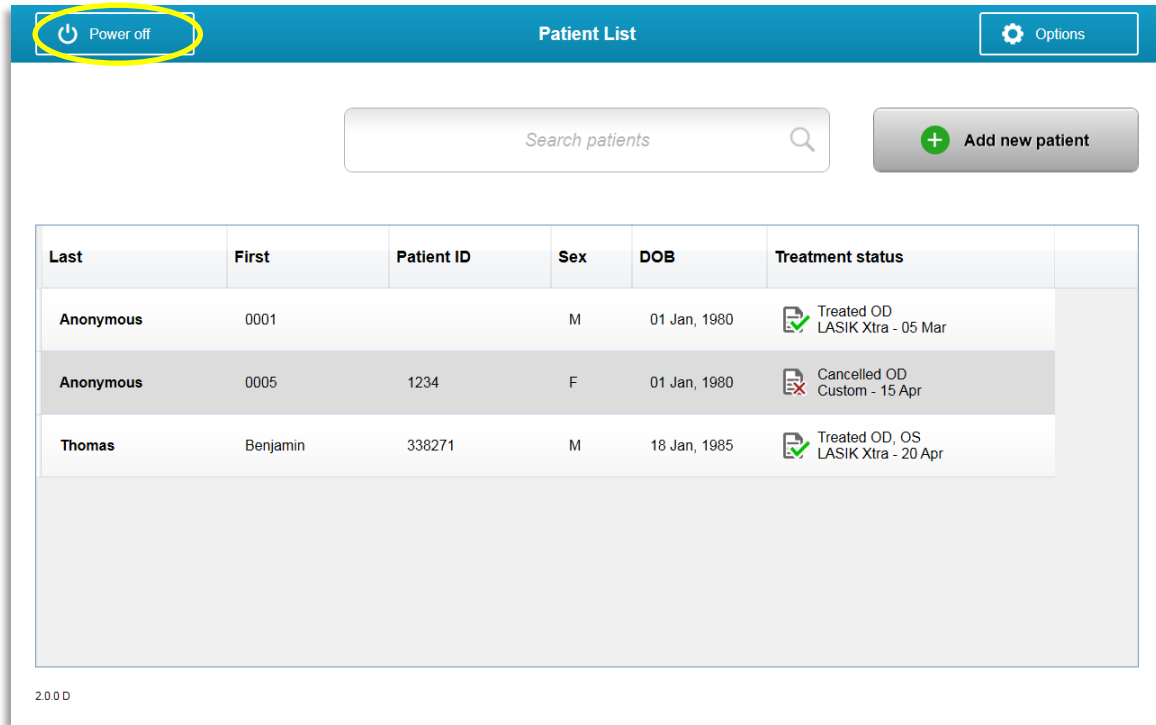 Power off
Patient List
Options
Search patients
Add new patient
Last First Patient ID Sex DOB Treatment status
Anonymous 0001 M 01 Jan, 1980 Treated OD
LASIK Xtra - 05 Mar
Anonymous 0005 1234 F 01 Jan, 1980 Cancelled OD
Custom - 15 Apr
Thomas Benjamin 338271 M 18 Jan, 1985 Treated OD, OS
LASIK Xtra - 20 Apr
2.0.0 D